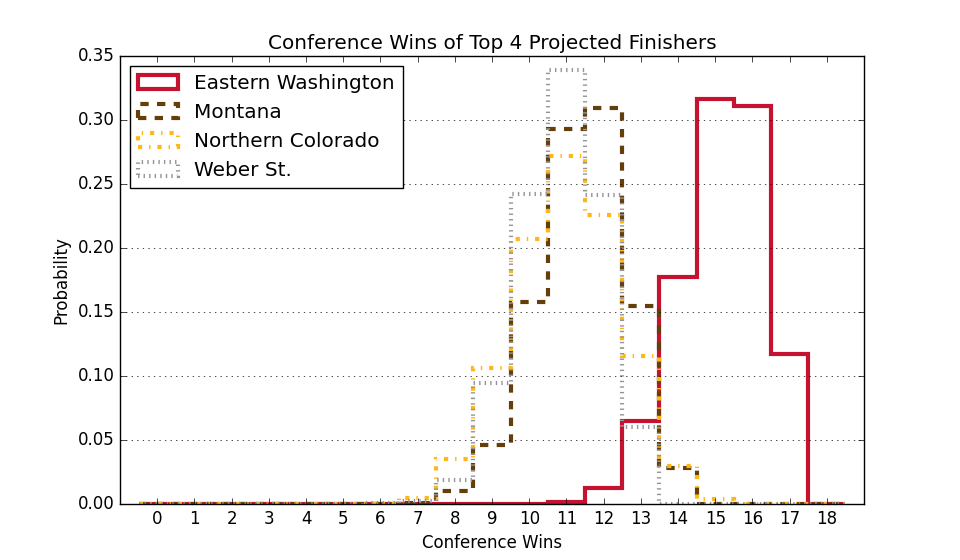 Conference Wins of Top 4 Projected Finishers
Eastern Washington
Montana
Northern Colorado
Weber St.
Probability
0.35
0.30
0.25
0.20
0.15
0.10
0.05
0.00
0 1 2 3 4 5 6 7 8 9 10 11 12 13 14 15 16 17 18
Conference Wins